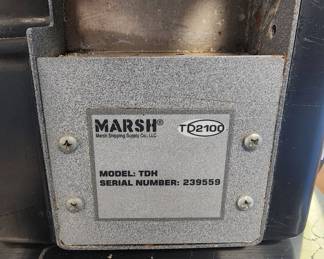 MARSH® TD2100
Marsh Shipping Supply Co., LLC
MODEL: TDH
SERIAL NUMBER: 239559